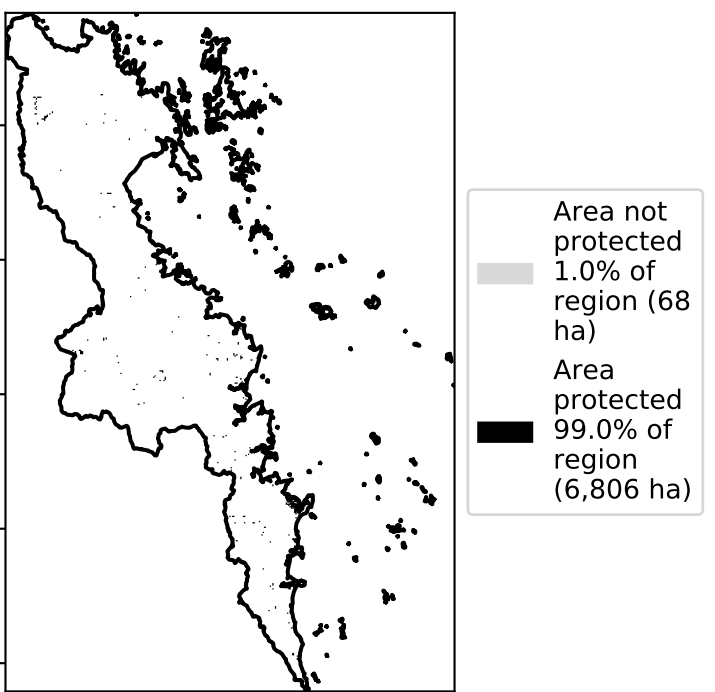 Area not
protected
1.0% of
region (68
ha)
Area
protected
99.0% of
region
(6,806 ha)